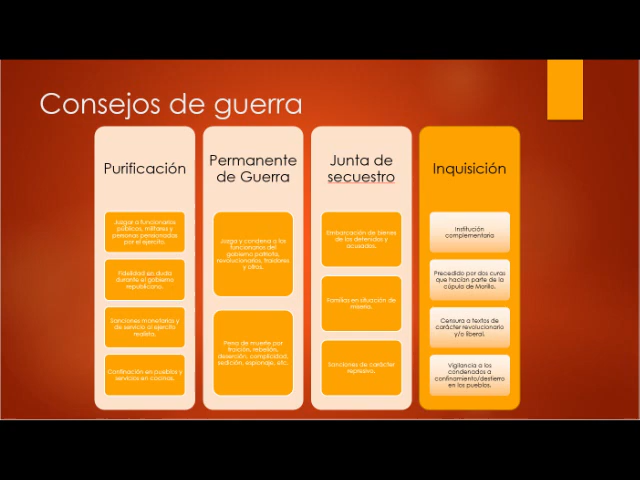 Consejos de guerra
Purificación
Juzgar a funcionarios
públicos, militares y
personas pensionadas
por el ejercito.
Fidelidad en duda
durante el gobierno
republicano.
Sanciones monetarias y
de servicio al ejercito
realista.
Confinación en pueblos y
servicios en cocinas.
Permanente
de Guerra
Juzga y condena a los
funcionarios del
gobierno patriota,
revolucionarios, traidores
y otros.
Pena de muerte por
traición, rebelión,
deserción, complicidad,
sedición, espionaje, etc.
Junta de
secuestro
Embarcación de bienes
de los detenidos y
acusados.
Familias en situación de
miseria.
Sanciones de carácter
represivo.
Inquisición
Institución
complementaria
Precedido por dos curas
que hacían parte de la
cúpula de Morillo.
Censura a textos de
carácter revolucionario
y/o liberal.
Vigilancia a los
condenados a
confinamiento/destierro
en los pueblos.